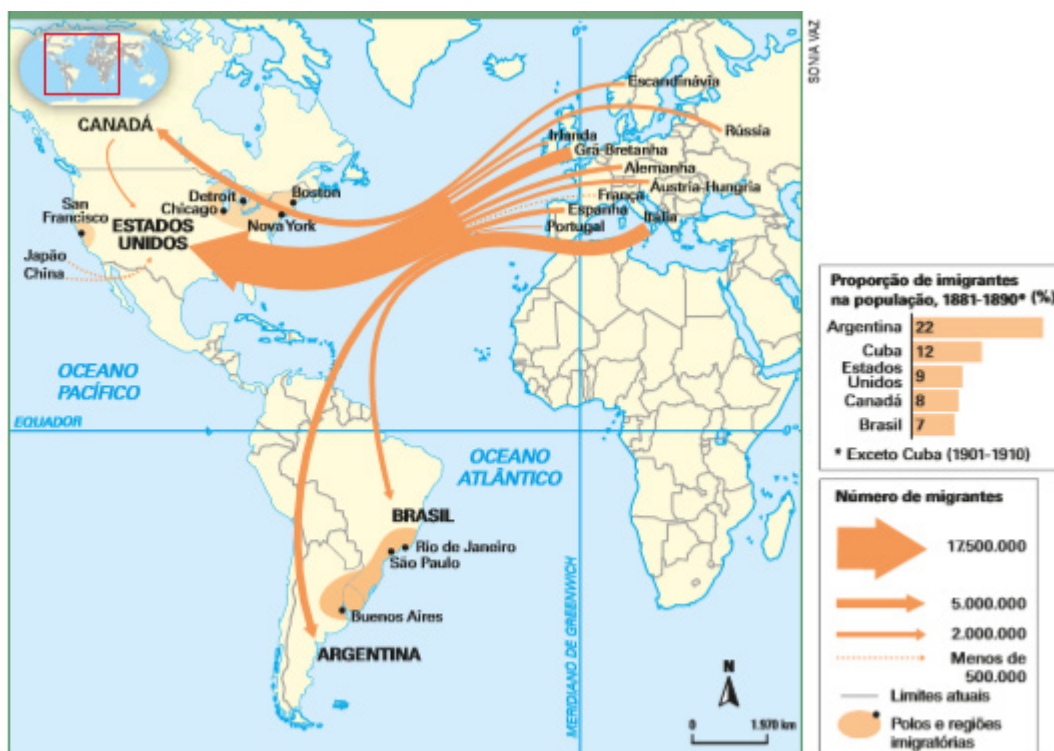 SONIA VAZ
CANADÁ
Escandinávia
Rússia
Irlanda
Grã-Bretanha
Alemanha
Áustria-Hungria
França
Espanha
Itália
Portugal
Detroit
Boston
Chicago
Nova York
San
Francisco
ESTADOS
UNIDOS
Japão
China
OCEANO
PACÍFICO
EQUADOR
0°
0°
OCEANO
ATLÂNTICO
BRASIL
Rio de Janeiro
São Paulo
Buenos Aires
ARGENTINA
MERIDIANO DE GREENWICH
N
0 1.970 km
Proporção de imigrantes
na população, 1881-1890* (%)
Argentina 22
Cuba 12
Estados
Unidos 9
Canadá 8
Brasil 7
* Exceto Cuba (1901-1910)
Número de migrantes
17.500.000
5.000.000
2.000.000
Menos de
500.000
Limites atuais
Polos e regiões
imigratórias